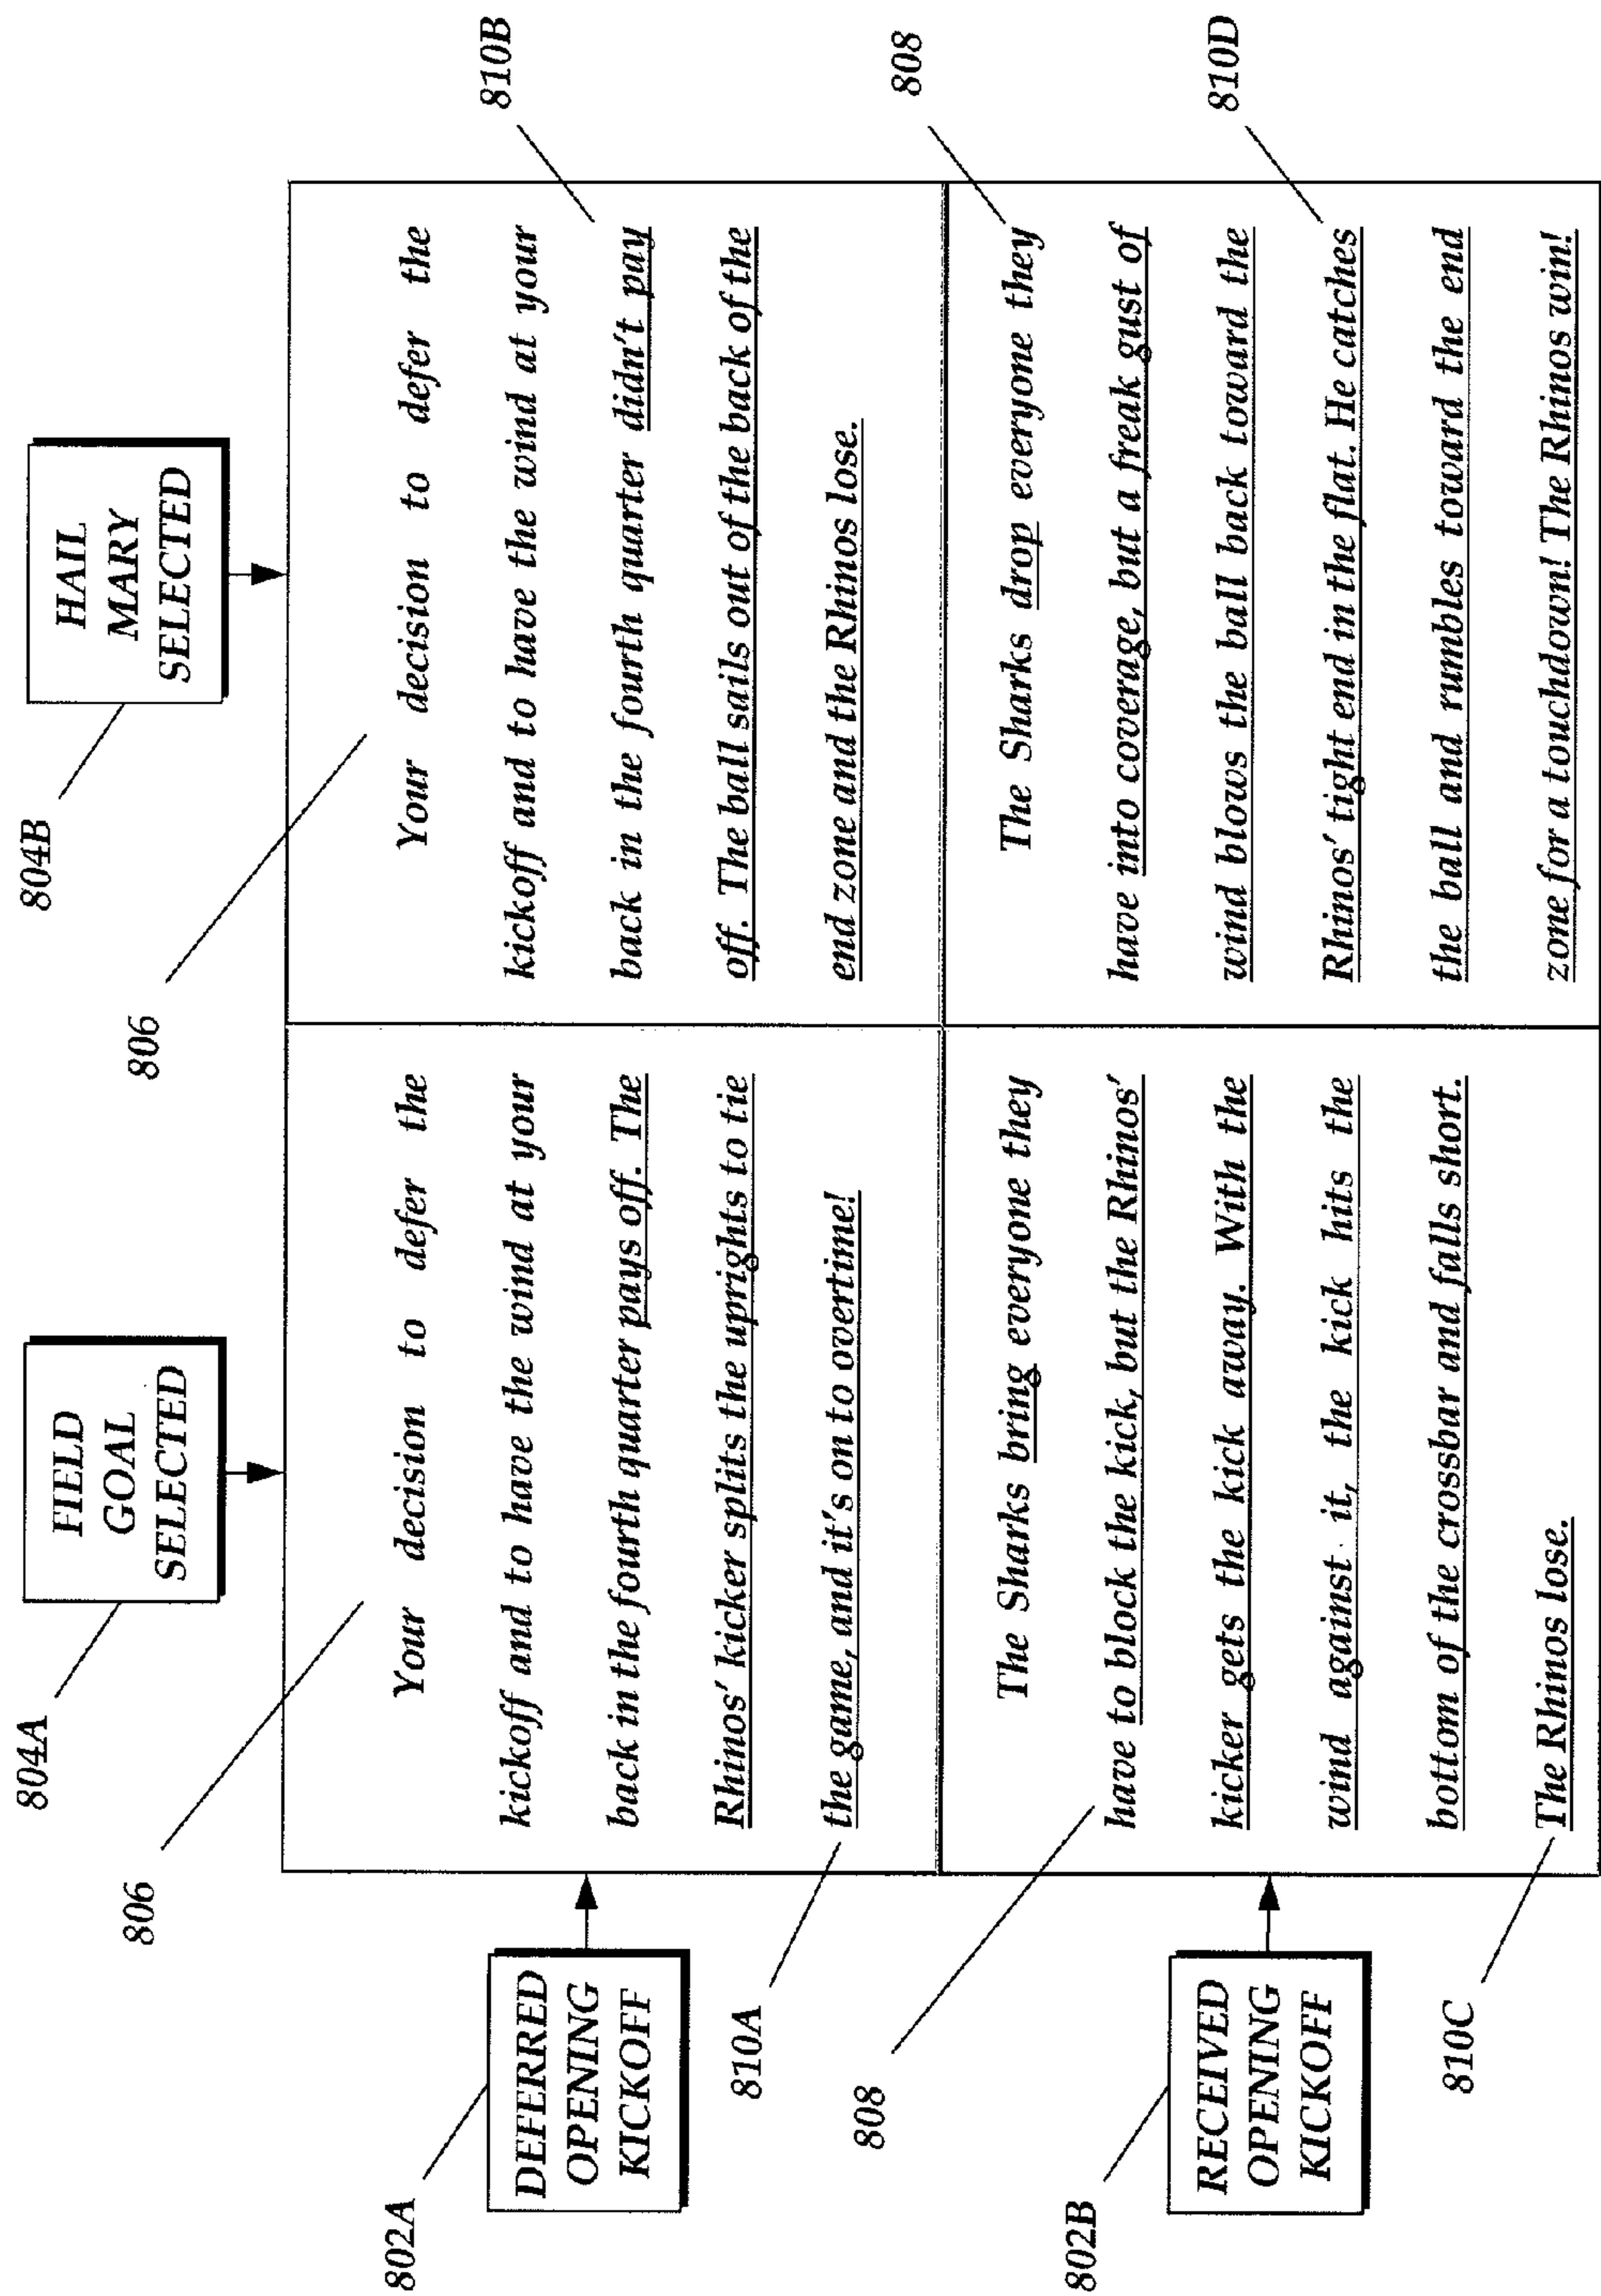 804A
FIELD
GOAL
SELECTED
804B
HAIL
MARY
SELECTED
806
806
802A
DEFERRED
OPENING
KICKOFF
Your decision to defer the
kickoff and to have the wind at your
back in the fourth quarter pays off. The
Rhinos' kicker splits the uprights to tie
the game, and it's on to overtime!
810A
Your decision to defer the
kickoff and to have the wind at your
back in the fourth quarter didn't pay
off. The ball sails out of the back of the
end zone and the Rhinos lose.
810B
808
802B
RECEIVED
OPENING
KICKOFF
The Sharks bring everyone they
have to block the kick, but the Rhinos'
kicker gets the kick away. With the
wind against it, the kick hits the
bottom of the crossbar and falls short.
The Rhinos lose.
810C
808
The Sharks drop everyone they
have into coverage, but a freak gust of
wind blows the ball back toward the
Rhinos' tight end in the flat. He catches
the ball and rumbles toward the end
zone for a touchdown! The Rhinos win!
810D